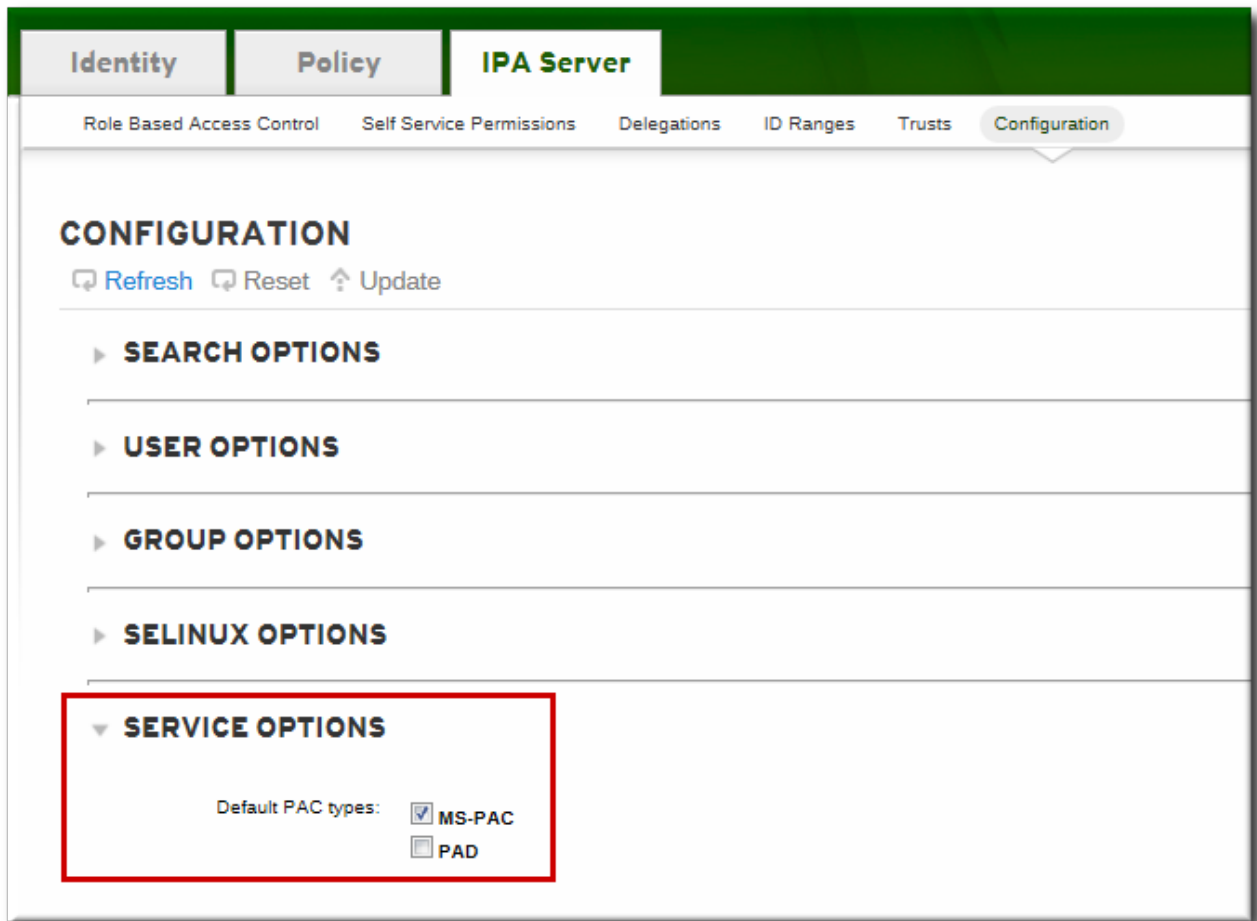 Identity Policy IPA Server
Role Based Access Control Self Service Permissions Delegations ID Ranges Trusts Configuration
CONFIGURATION
Refresh Reset Update
SEARCH OPTIONS
USER OPTIONS
GROUP OPTIONS
SELINUX OPTIONS
SERVICE OPTIONS
Default PAC types: MS-PAC
PAD